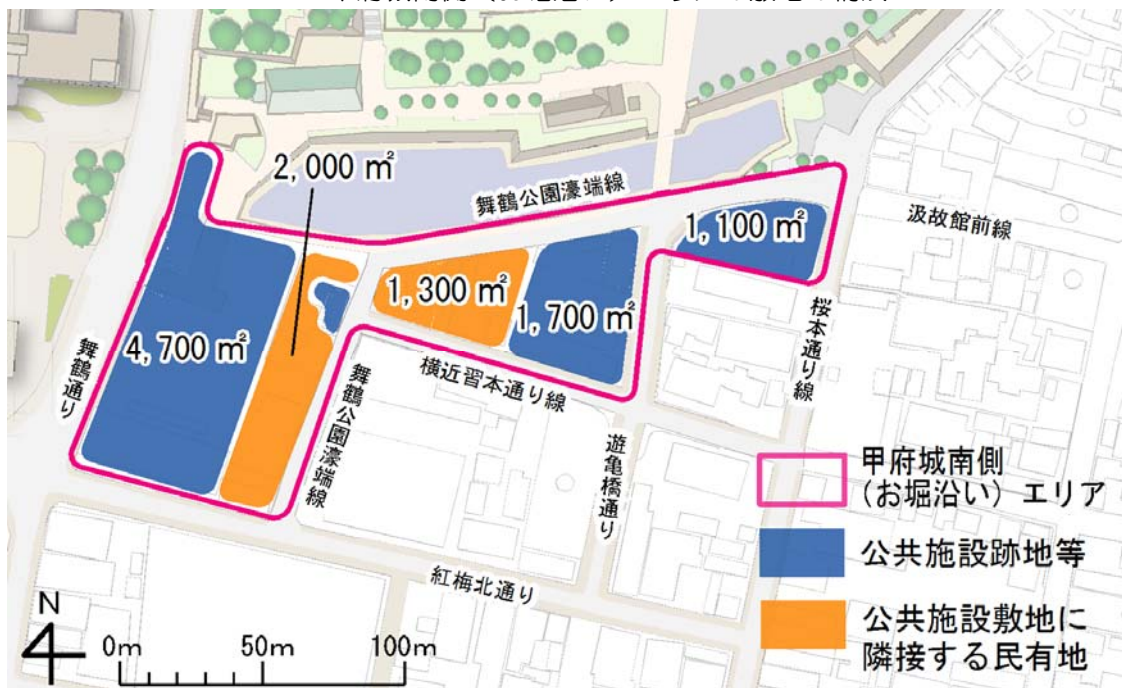 2,000 ㎡
舞鶴公園濠端線
1,100 ㎡
汲故館前線
1,300 ㎡
1,700 ㎡
4,700 ㎡
舞鶴通り
舞鶴公園濠端線
横近習本通り線
桜本通り線
遊亀橋通り
紅梅北通り
甲府城南側
(お堀沿い) エリア
公共施設跡地等
公共施設敷地に
隣接する民有地
N
0m
50m
100m